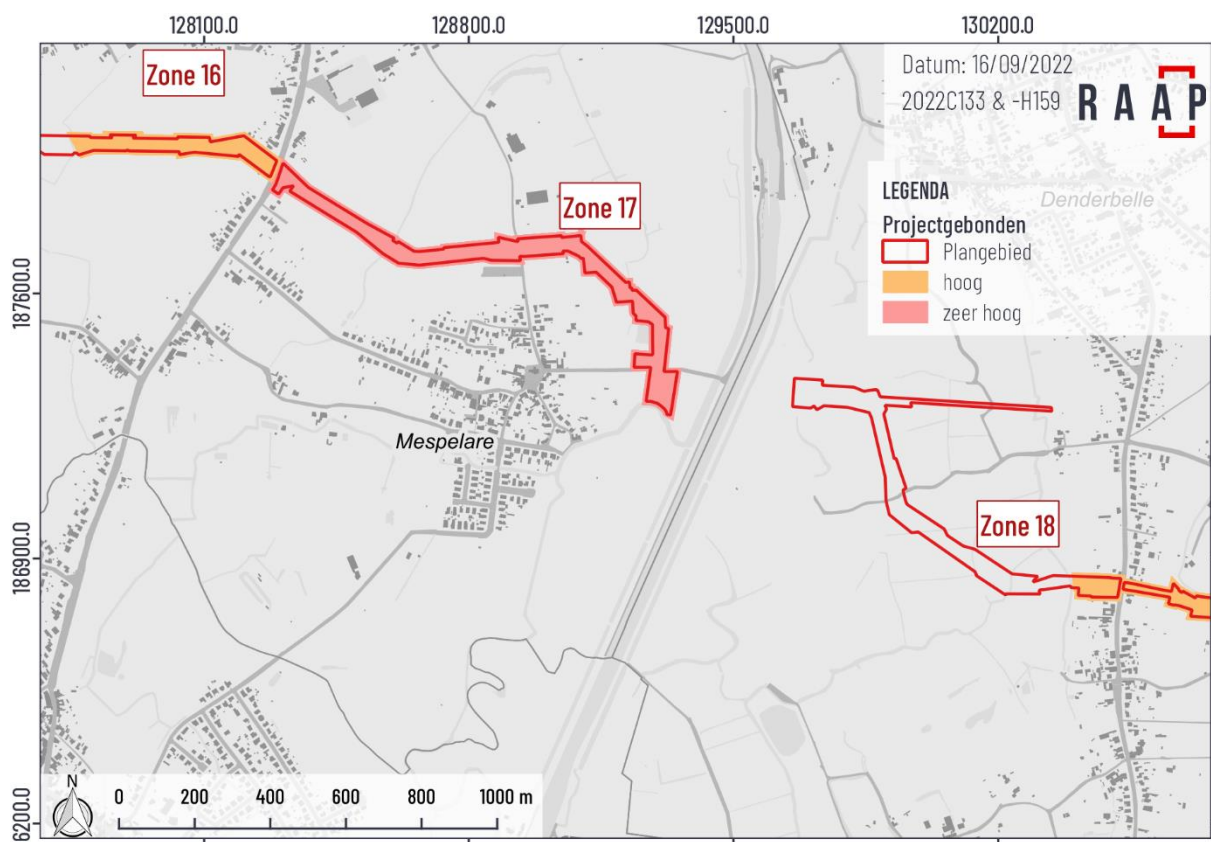 128100.0
128800.0
129500.0
130200.0
Zone 16
Datum: 16/09/2022
2022C133 & -H159
RAAP
LEGENDA
Projectgebonden
Plangebied
hoog
zeer hoog
Denderbelle
Zone 17
187600.0
Mespelare
Zone 18
186900.0
6200.0
N
0 200 400 600 800 1000 m